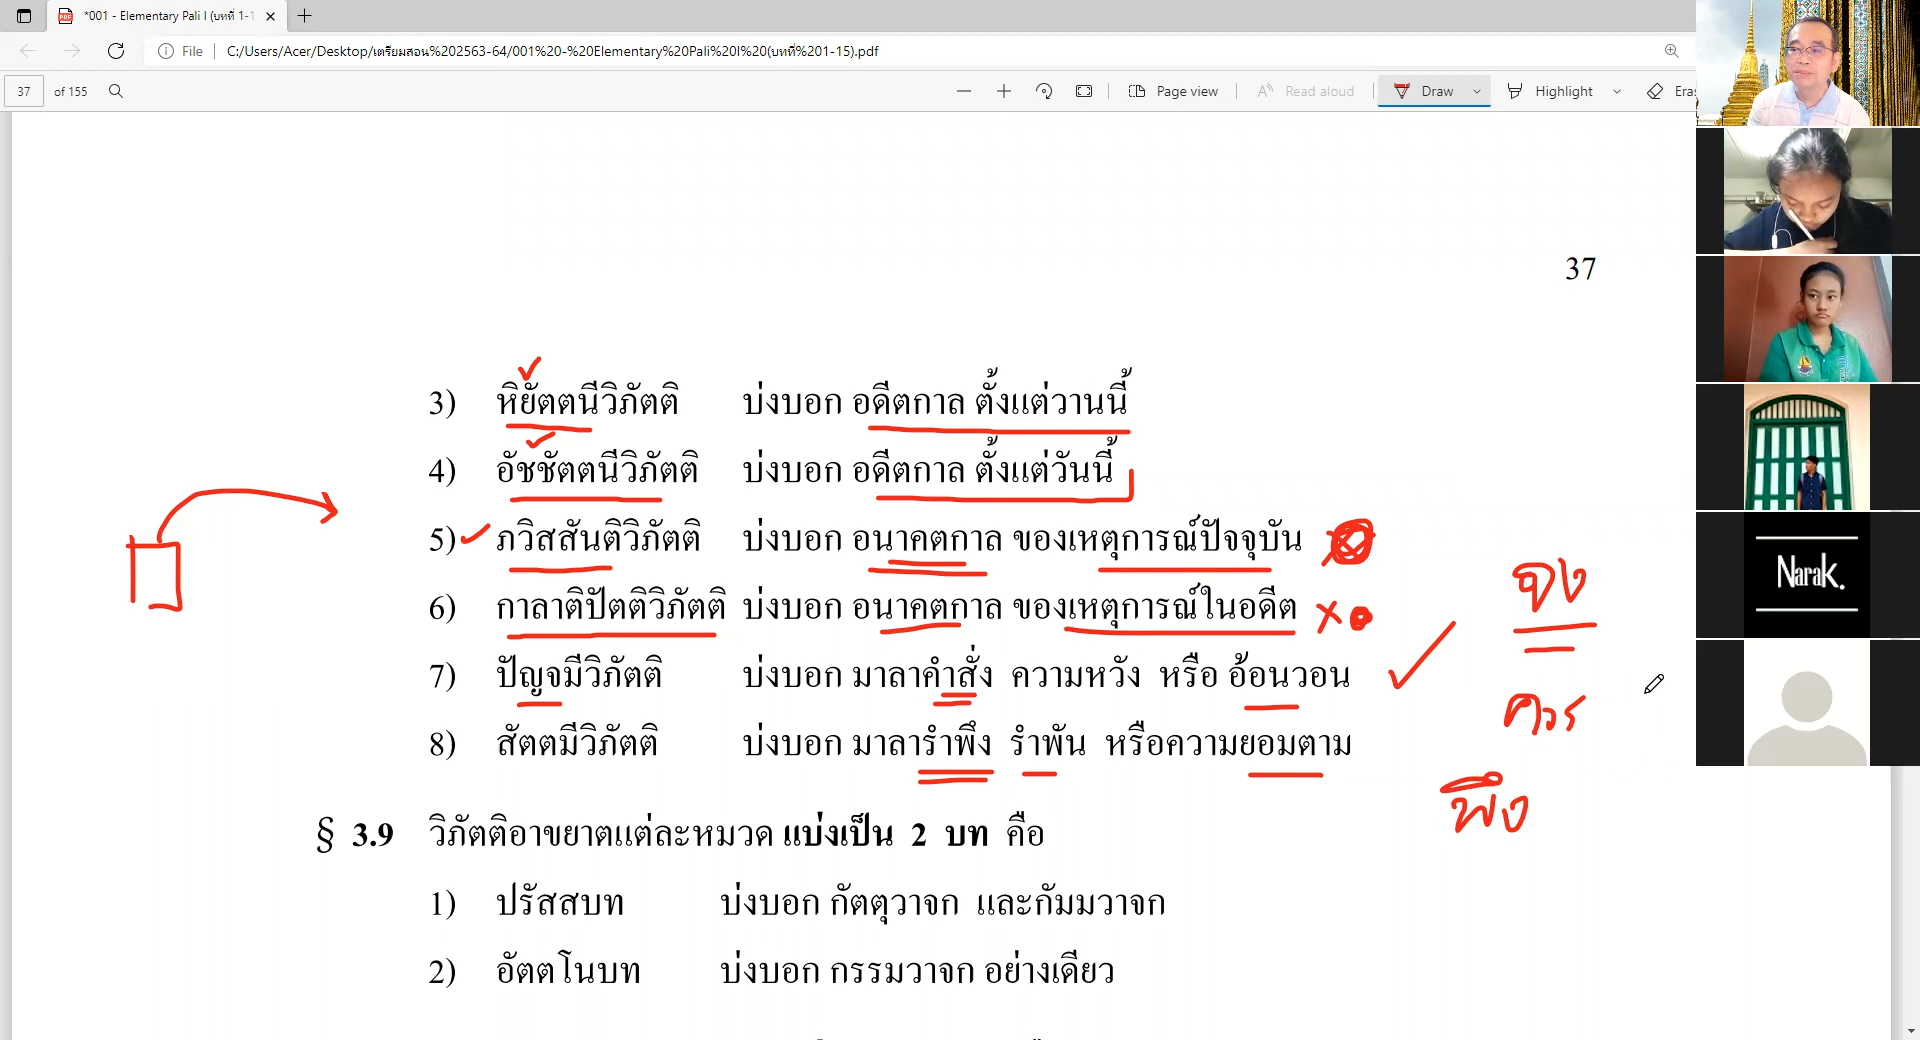 *001 - Elementary Pali I (บทที่ 1-1
File C:/Users/Acer/Desktop/เตรียมสอน%202563-64/001%20-%20Elementary%20Pali%20I%20(บทที่%201-15).pdf
37 of 155 Page view Read aloud Draw Highlight Eras
37
3) หิยัตตนีวิภัตติ บ่งบอก อดีตกาล ตั้งแต่วานนี้
4) อัชชัตตนีวิภัตติ บ่งบอก อดีตกาล ตั้งแต่วันนี้
5) ภวิสสันติวิภัตติ บ่งบอก อนาคตกาล ของเหตุการณ์ปัจจุบัน
6) กาลาติปัตติวิภัตติ บ่งบอก อนาคตกาล ของเหตุการณ์ในอดีต
7) ปัญจมีวิภัตติ บ่งบอก มาลาคำสั่ง ความหวัง หรือ อ้อนวอน
8) สัตตมีวิภัตติ บ่งบอก มาลารำพึง รำพัน หรือความยอมตาม
จง
ควร
พึง
§ 3.9 วิภัตติอาขยาตแต่ละหมวด แบ่งเป็น 2 บท คือ
1) ปรัสสบท บ่งบอก กัตตุวาจก และกัมมวาจก
2) อัตตโนบท บ่งบอก กรรมวาจก อย่างเดียว
Narak.